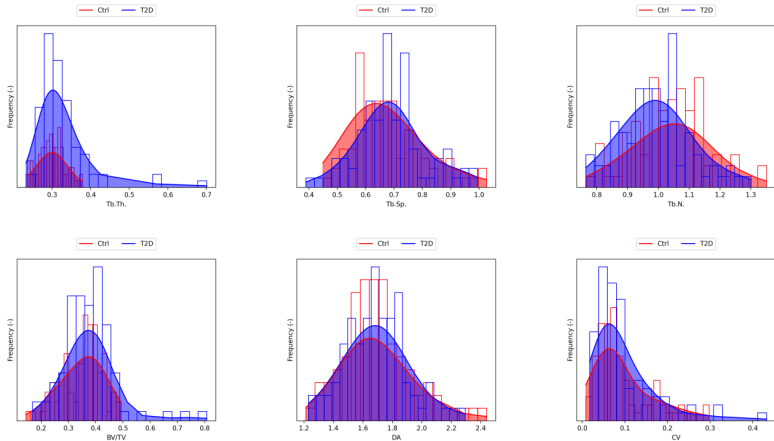 Ctrl T2D
Ctrl T2D
Ctrl T2D
Frequency (-)
Frequency (-)
Frequency (-)
0.3 0.4 0.5 0.6 0.7
0.4 0.5 0.6 0.7 0.8 0.9 1.0
0.8 0.9 1.0 1.1 1.2 1.3
Tb.Th.
Tb.Sp.
Tb.N.
Ctrl T2D
Ctrl T2D
Ctrl T2D
Frequency (-)
Frequency (-)
Frequency (-)
0.2 0.3 0.4 0.5 0.6 0.7 0.8
1.2 1.4 1.6 1.8 2.0 2.2 2.4
0.0 0.1 0.2 0.3 0.4
BV/TV
DA
CV